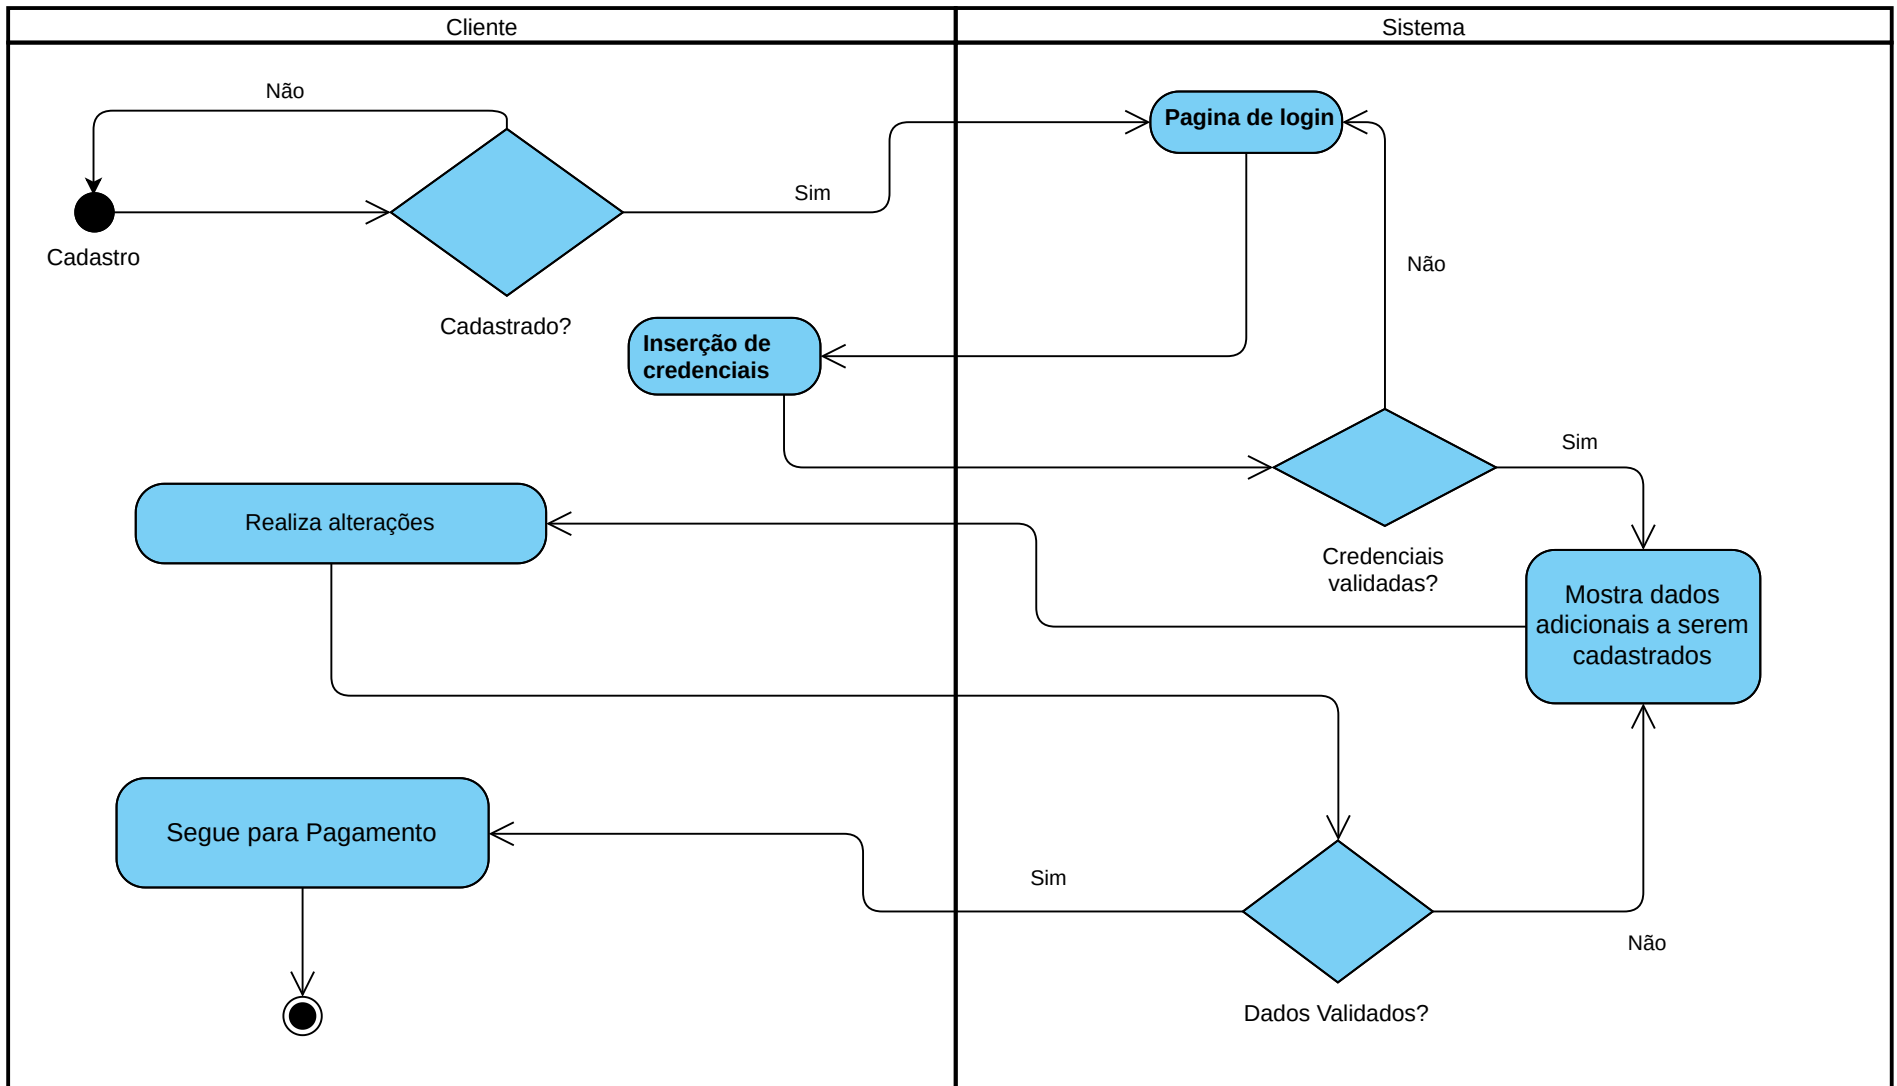 Cliente
Sistema
Não
Pagina de login
Sim
Cadastro
Não
Cadastrado?
Inserção de
credenciais
Sim
Realiza alterações
Credenciais
validadas?
Mostra dados
adicionais a serem
cadastrados
Segue para Pagamento
Sim
Não
Dados Validados?